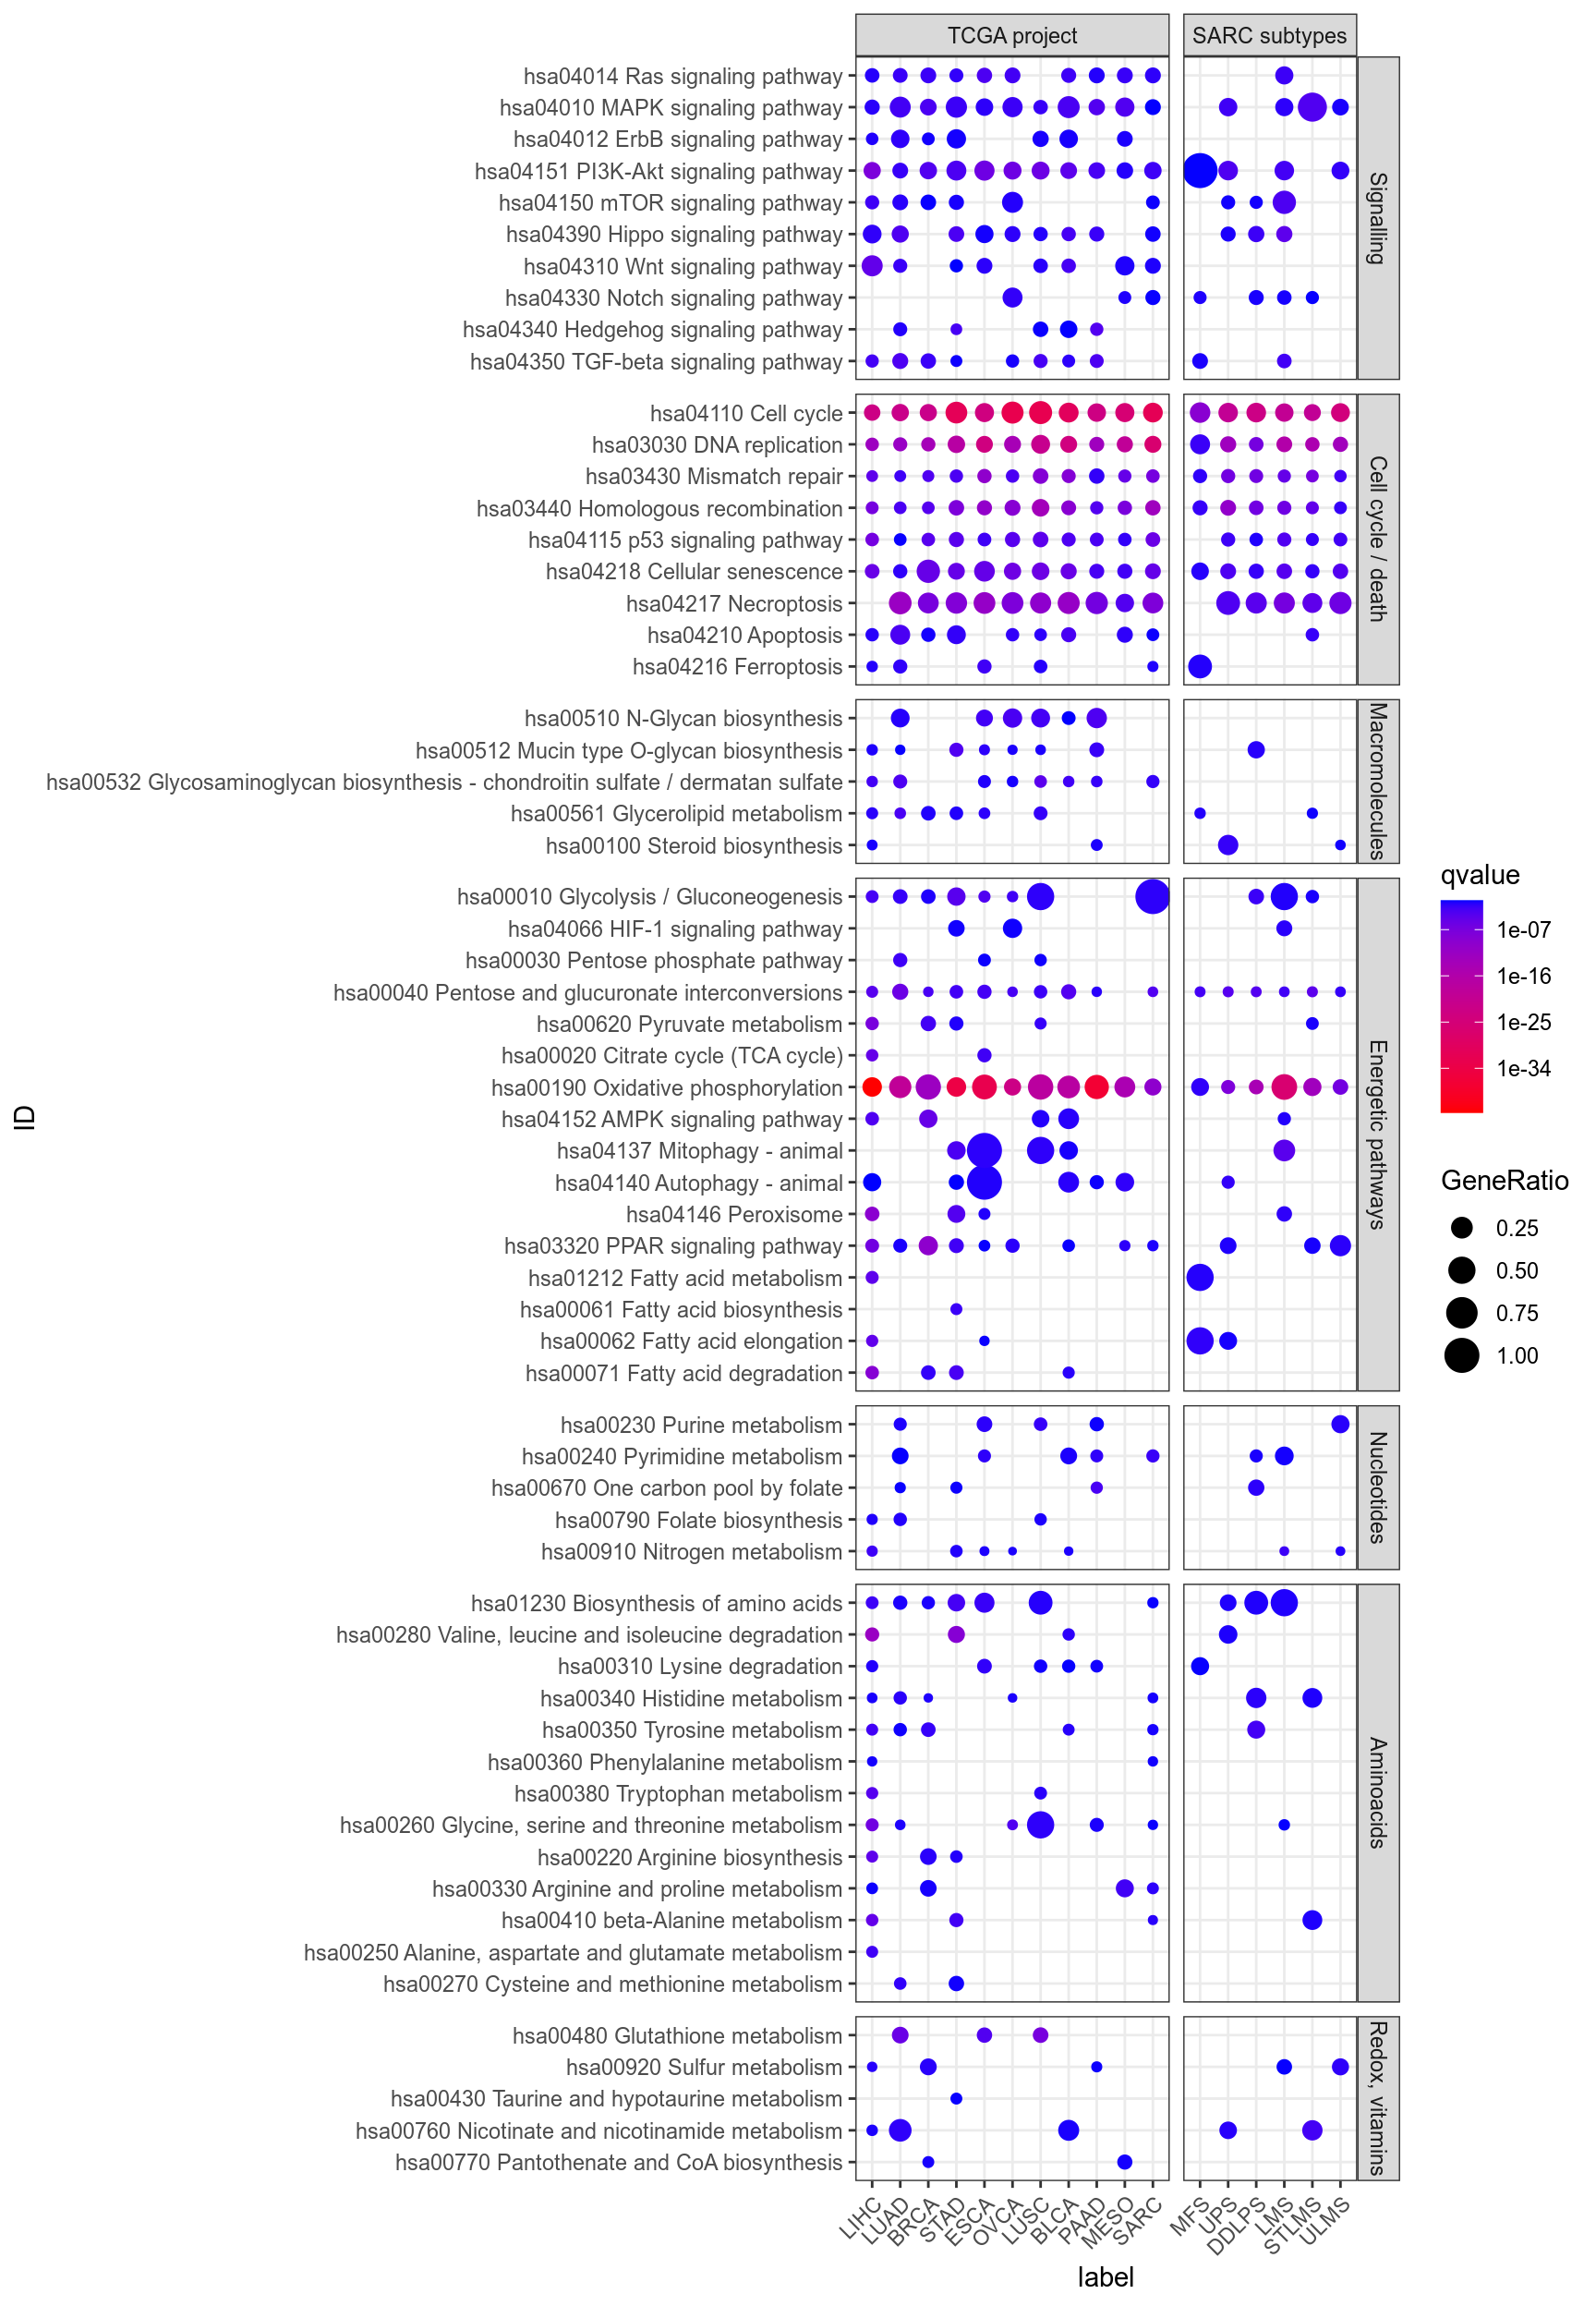 TCGA project
SARC subtypes
hsa04014 Ras signaling pathway
hsa04010 MAPK signaling pathway
hsa04012 ErbB signaling pathway
hsa04151 PI3K-Akt signaling pathway
hsa04150 mTOR signaling pathway
hsa04390 Hippo signaling pathway
hsa04310 Wnt signaling pathway
hsa04330 Notch signaling pathway
hsa04340 Hedgehog signaling pathway
hsa04350 TGF-beta signaling pathway
Signalling
hsa04110 Cell cycle
hsa03030 DNA replication
hsa03430 Mismatch repair
hsa03440 Homologous recombination
hsa04115 p53 signaling pathway
hsa04218 Cellular senescence
hsa04217 Necroptosis
hsa04210 Apoptosis
hsa04216 Ferroptosis
Cell cycle / death
hsa00510 N-Glycan biosynthesis
hsa00512 Mucin type O-glycan biosynthesis
hsa00532 Glycosaminoglycan biosynthesis - chondroitin sulfate / dermatan sulfate
hsa00561 Glycerolipid metabolism
hsa00100 Steroid biosynthesis
Macromolecules
hsa00010 Glycolysis / Gluconeogenesis
hsa04066 HIF-1 signaling pathway
hsa00030 Pentose phosphate pathway
hsa00040 Pentose and glucuronate interconversions
hsa00620 Pyruvate metabolism
hsa00020 Citrate cycle (TCA cycle)
hsa00190 Oxidative phosphorylation
hsa04152 AMPK signaling pathway
hsa04137 Mitophagy - animal
hsa04140 Autophagy - animal
hsa04146 Peroxisome
hsa03320 PPAR signaling pathway
hsa01212 Fatty acid metabolism
hsa00061 Fatty acid biosynthesis
hsa00062 Fatty acid elongation
hsa00071 Fatty acid degradation
Energetic pathways
hsa00230 Purine metabolism
hsa00240 Pyrimidine metabolism
hsa00670 One carbon pool by folate
hsa00790 Folate biosynthesis
hsa00910 Nitrogen metabolism
Nucleotides
hsa01230 Biosynthesis of amino acids
hsa00280 Valine, leucine and isoleucine degradation
hsa00310 Lysine degradation
hsa00340 Histidine metabolism
hsa00350 Tyrosine metabolism
hsa00360 Phenylalanine metabolism
hsa00380 Tryptophan metabolism
hsa00260 Glycine, serine and threonine metabolism
hsa00220 Arginine biosynthesis
hsa00330 Arginine and proline metabolism
hsa00410 beta-Alanine metabolism
hsa00250 Alanine, aspartate and glutamate metabolism
hsa00270 Cysteine and methionine metabolism
Aminoacids
hsa00480 Glutathione metabolism
hsa00920 Sulfur metabolism
hsa00430 Taurine and hypotaurine metabolism
hsa00760 Nicotinate and nicotinamide metabolism
hsa00770 Pantothenate and CoA biosynthesis
Redox, vitamins
LIHC
LUAD
BRCA
STAD
ESCA
OVCA
LUSC
BLCA
PAAD
MESO
SARC
MFS
UPS
DDLPS
LMS
STLMS
ULMS
label
ID
qvalue
1e-07
1e-16
1e-25
1e-34
GeneRatio
0.25
0.50
0.75
1.00